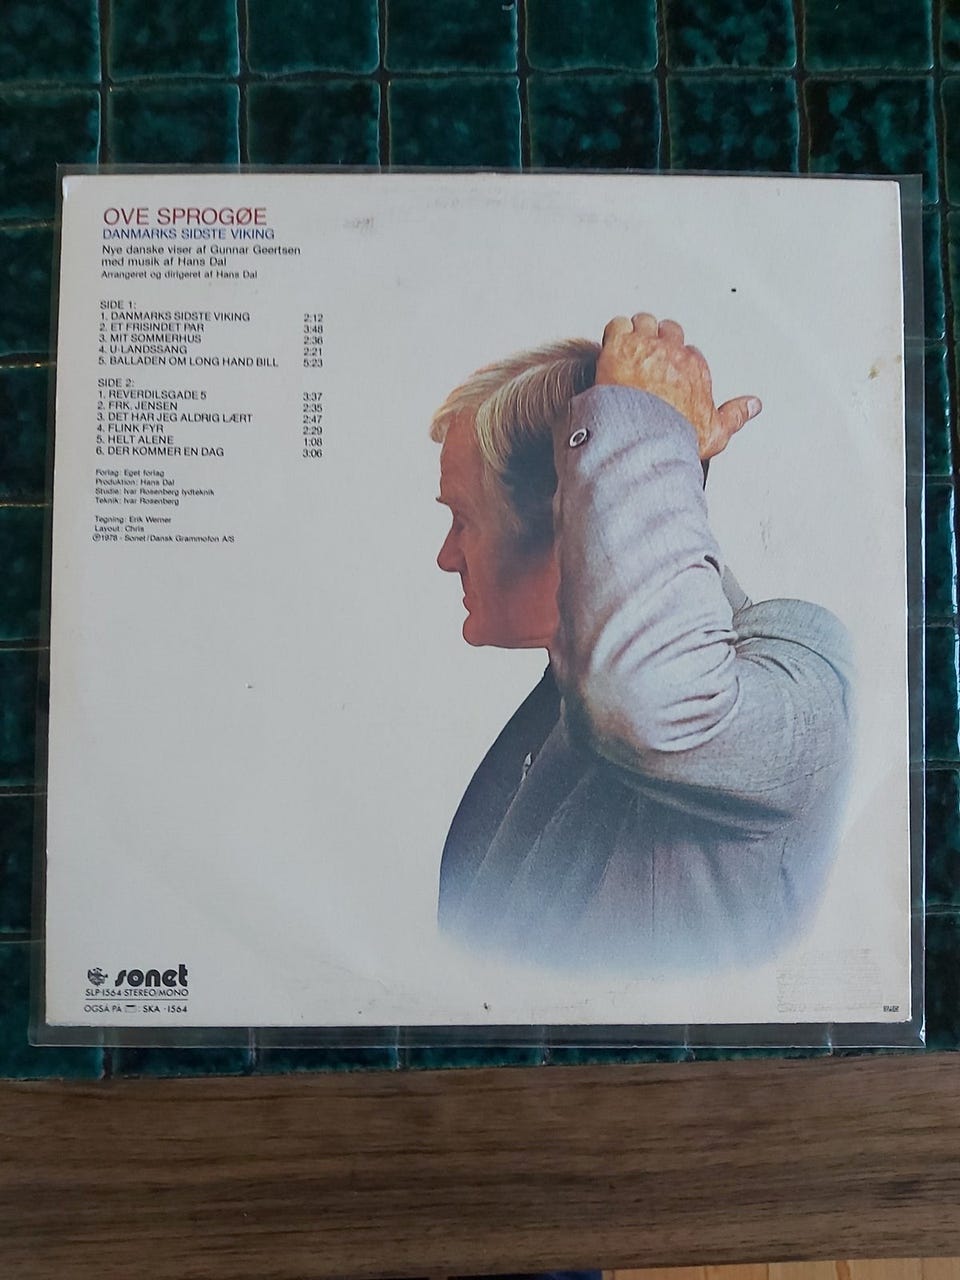 OVE SPROGØE
DANMARKS SIDSTE VIKING
Nye danske viser af Gunnar Geertsen
med musik af Hans Dal
Arrangeret og dirigeret af Hans Dal
SIDE 1:
1. DANMARKS SIDSTE VIKING 2:12
2. ET FRISINDET PAR 3:48
3. MIT SOMMERHUS 2:36
4. U-LANDSSANG 2:21
5. BALLADEN OM LONG HAND BILL 5:23
SIDE 2:
1. REVERDILSGADE 5 3:37
2. FRK. JENSEN 2:35
3. DET HAR JEG ALDRIG LÆRT 2:47
4. FLINK FYR 2:29
5. HELT ALENE 1:08
6. DER KOMMER EN DAG 3:06
Forlag: Eget forlag
Produktion: Hans Dal
Studie: Ivar Rosenberg lydteknik
Teknik: Ivar Rosenberg
Tegning: Erik Werner
Layout: Chris
Ⓟ1978 - Sonet/Dansk Grammofon A/S
sonet
SLP-1564-STEREO/MONO
OGSÅ PÅ : SKA -1564